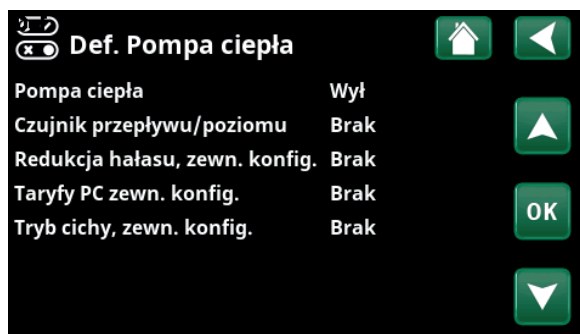 Def. Pompa ciepła
Pompa ciepła Wył
Czujnik przepływu/poziomu Brak
Redukcja hałasu, zewn. konfig. Brak
Taryfy PC zewn. konfig. Brak
OK
Tryb cichy, zewn. konfig. Brak